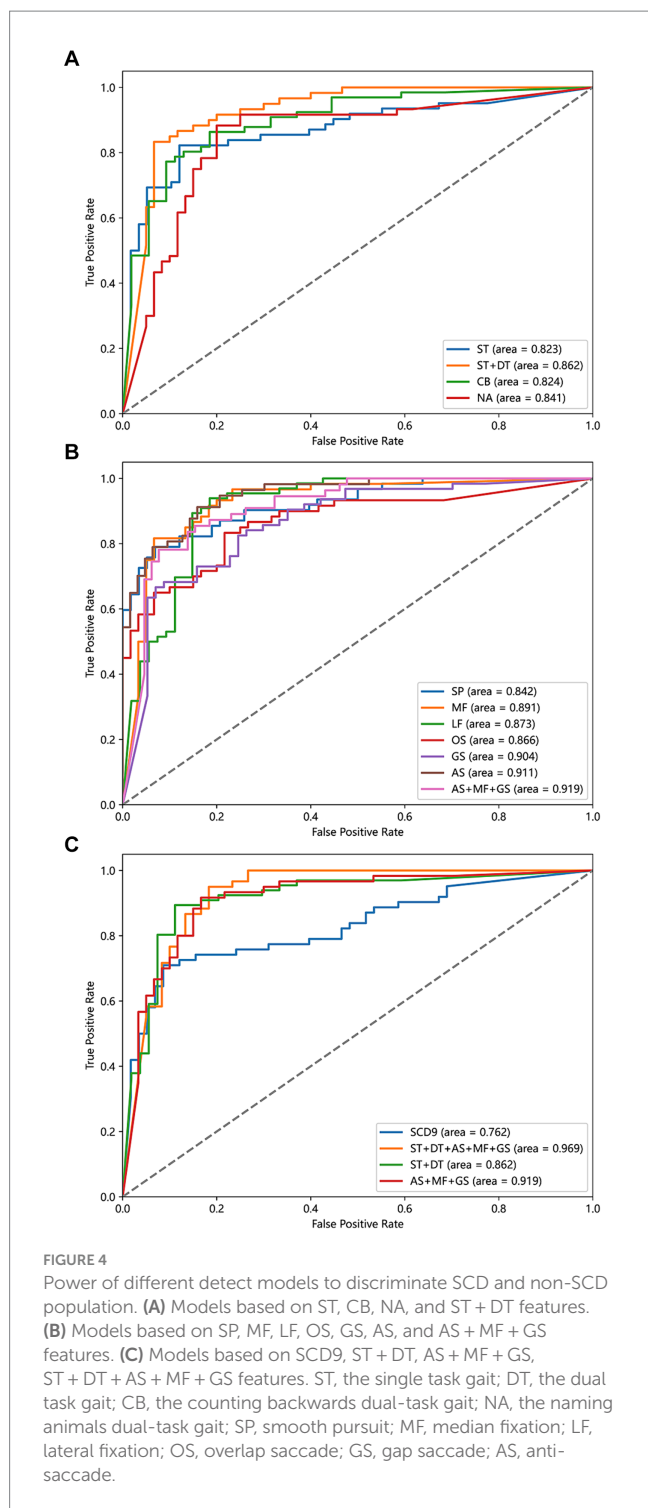 A
1.0
0.8
0.6
0.4
0.2
0.0
True Positive Rate
ST (area = 0.823)
ST+DT (area = 0.862)
CB (area = 0.824)
NA (area = 0.841)
0.0 0.2 0.4 0.6 0.8 1.0
False Positive Rate
B
1.0
0.8
0.6
0.4
0.2
0.0
True Positive Rate
SP (area = 0.842)
MF (area = 0.891)
LF (area = 0.873)
OS (area = 0.866)
GS (area = 0.904)
AS (area = 0.911)
AS+MF+GS (area = 0.919)
0.0 0.2 0.4 0.6 0.8 1.0
False Positive Rate
C
1.0
0.8
0.6
0.4
0.2
0.0
True Positive Rate
SCD9 (area = 0.762)
ST+DT+AS+MF+GS (area = 0.969)
ST+DT (area = 0.862)
AS+MF+GS (area = 0.919)
0.0 0.2 0.4 0.6 0.8 1.0
False Positive Rate
FIGURE 4
Power of different detect models to discriminate SCD and non-SCD
population. (A) Models based on ST, CB, NA, and ST + DT features.
(B) Models based on SP, MF, LF, OS, GS, AS, and AS + MF + GS
features. (C) Models based on SCD9, ST + DT, AS + MF + GS,
ST + DT + AS + MF + GS features. ST, the single task gait; DT, the dual
task gait; CB, the counting backwards dual-task gait; NA, the naming
animals dual-task gait; SP, smooth pursuit; MF, median fixation; LF,
lateral fixation; OS, overlap saccade; GS, gap saccade; AS, anti-
saccade.